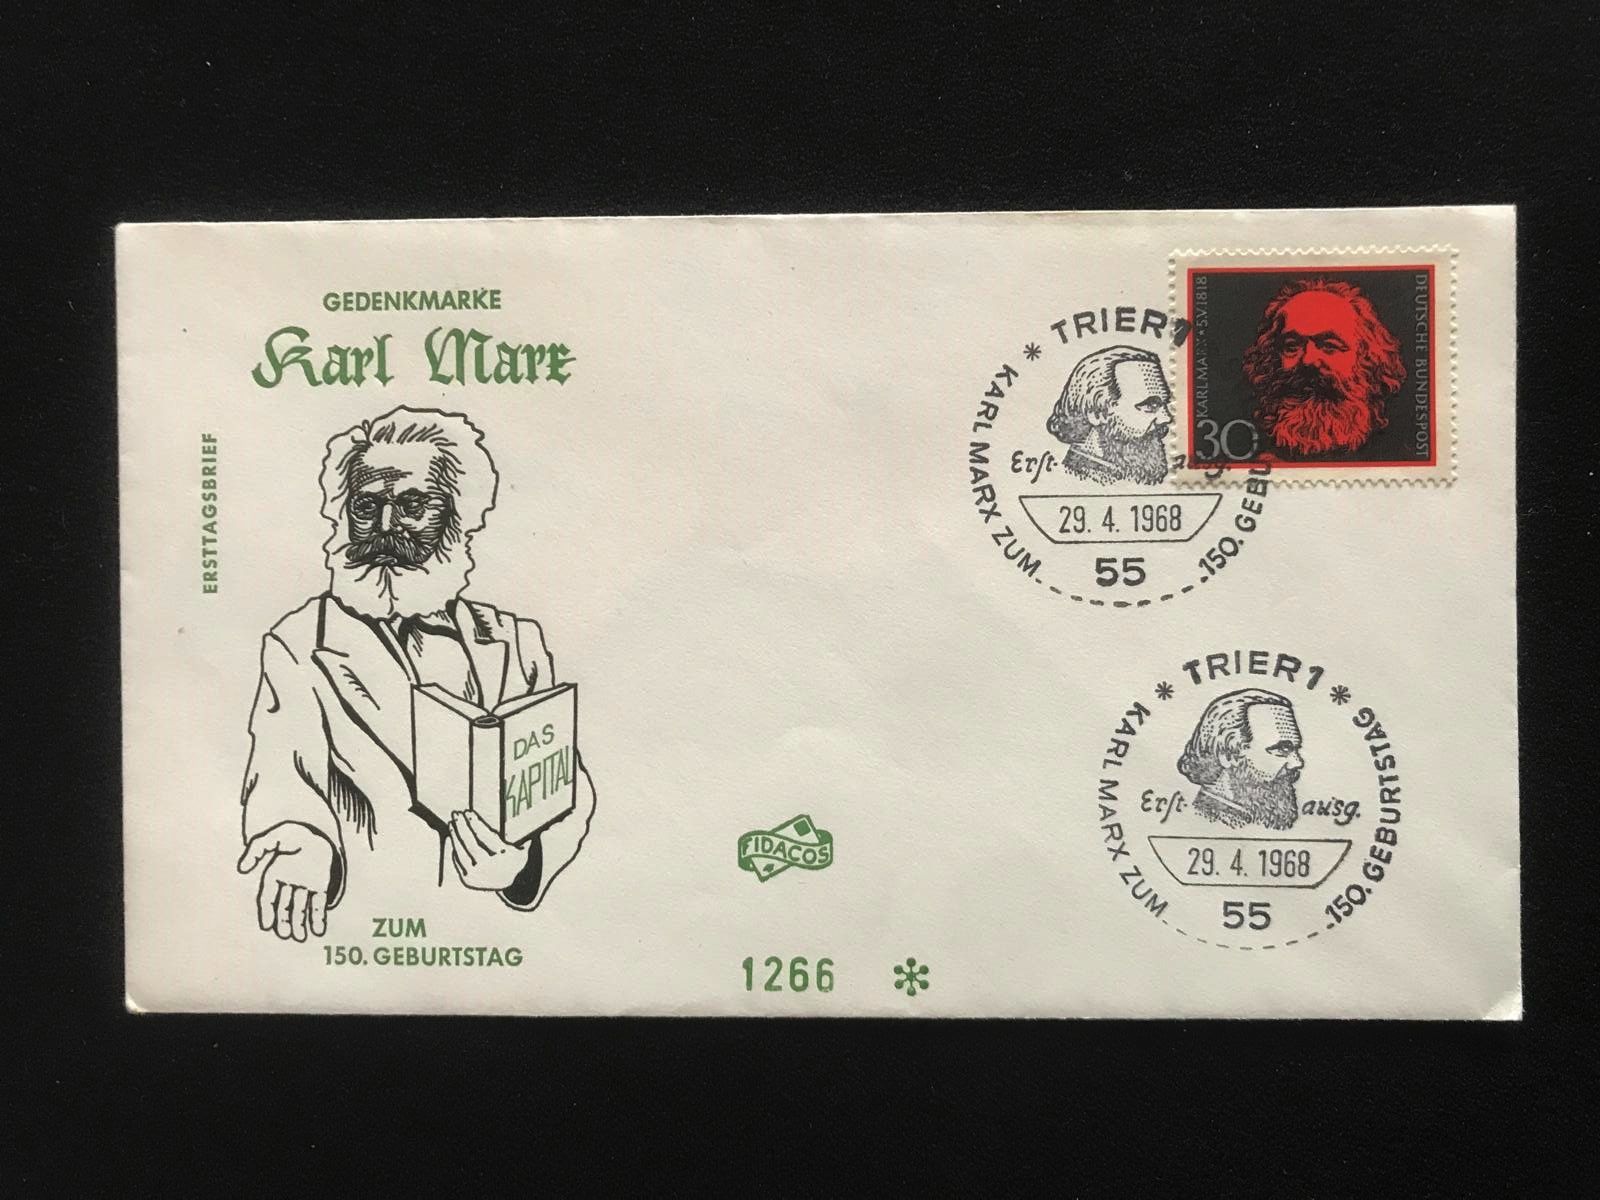 GEDENKMARKE
Karl Marx
ERSTTAGSBRIEF
DAS
KAPITAL
ZUM
150. GEBURTSTAG
FIDACOS
1266
KARL MARX * 5.V.1818
30
DEUTSCHE BUNDESPOST
* TRIER 1
KARL MARX ZUM
150. GEBU
Erst-ausg.
29. 4. 1968
55
* TRIER 1 *
KARL MARX ZUM
150. GEBURTSTAG
Erst-ausg.
29. 4. 1968
55